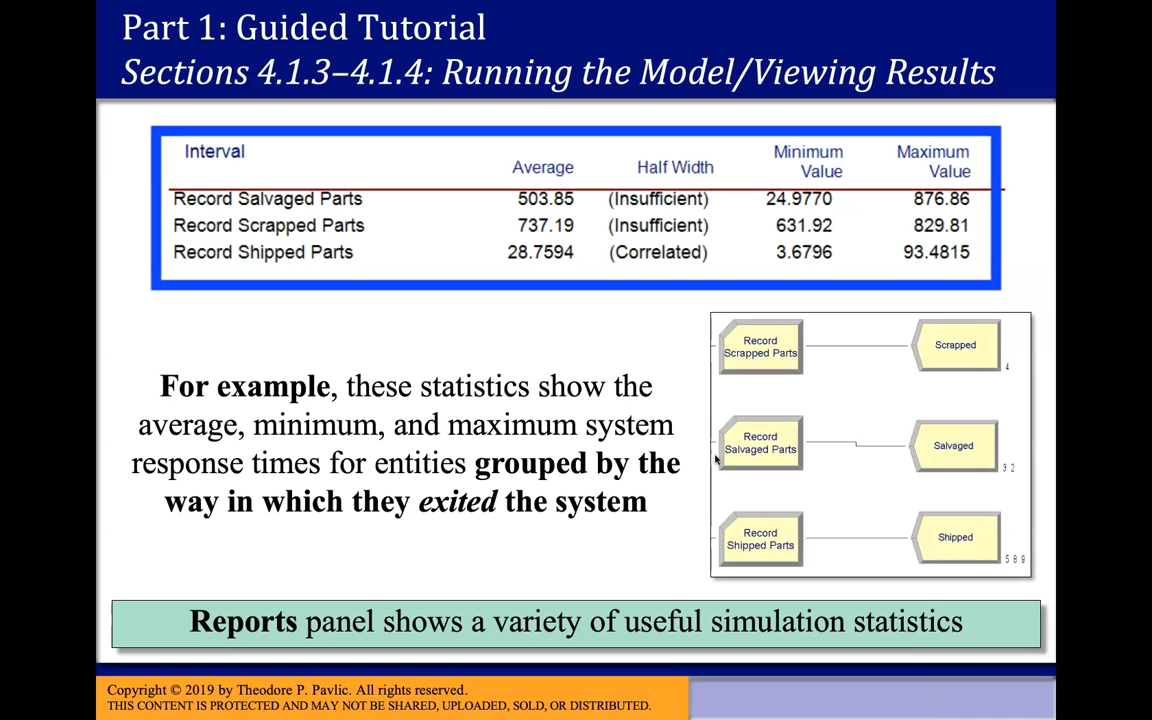 Part 1: Guided Tutorial
Sections 4.1.3–4.1.4: Running the Model/Viewing Results
Interval Average Half Width Minimum Value Maximum Value
Record Salvaged Parts 503.85 (Insufficient) 24.9770 876.86
Record Scrapped Parts 737.19 (Insufficient) 631.92 829.81
Record Shipped Parts 28.7594 (Correlated) 3.6796 93.4815
For example, these statistics show the
average, minimum, and maximum system
response times for entities grouped by the
way in which they exited the system
Record
Scrapped Parts
Scrapped
4
Record
Salvaged Parts
Salvaged
3 2
Record
Shipped Parts
Shipped
5 8 9
Reports panel shows a variety of useful simulation statistics
Copyright © 2019 by Theodore P. Pavlic. All rights reserved.
THIS CONTENT IS PROTECTED AND MAY NOT BE SHARED, UPLOADED, SOLD, OR DISTRIBUTED.